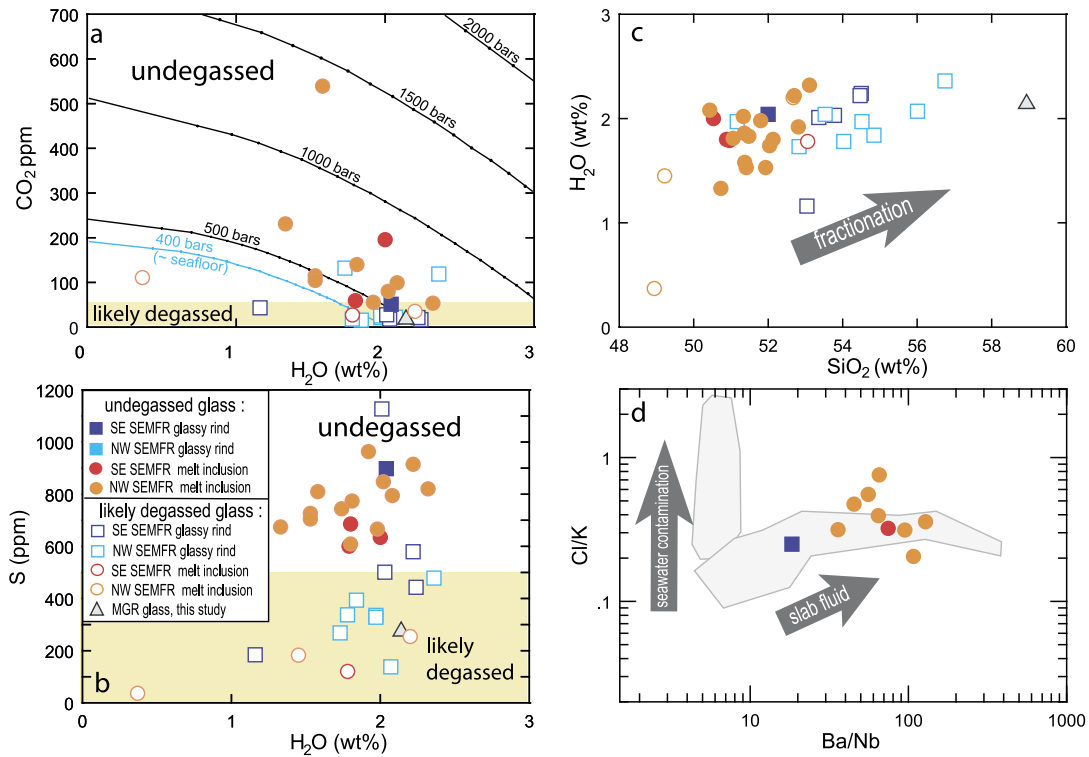 a
700
600
500
400
300
200
100
0
CO2 ppm
undegassed
2000 bars
1500 bars
1000 bars
500 bars
400 bars
(~ seafloor)
likely degassed
0
1
2
3
H2O (wt%)
c
3
2
1
0
H2O (wt%)
fractionation
48
50
52
54
56
58
60
SiO2 (wt%)
1200
1000
800
600
400
200
0
S (ppm)
undegassed glass :
SE SEMFR glassy rind
NW SEMFR glassy rind
SE SEMFR melt inclusion
NW SEMFR melt inclusion
likely degassed glass :
SE SEMFR glassy rind
NW SEMFR glassy rind
SE SEMFR melt inclusion
NW SEMFR melt inclusion
MGR glass, this study
undegassed
likely
degassed
b
0
1
2
3
H2O (wt%)
d
1
.1
Cl/K
seawater contamination
slab fluid
10
100
1000
Ba/Nb